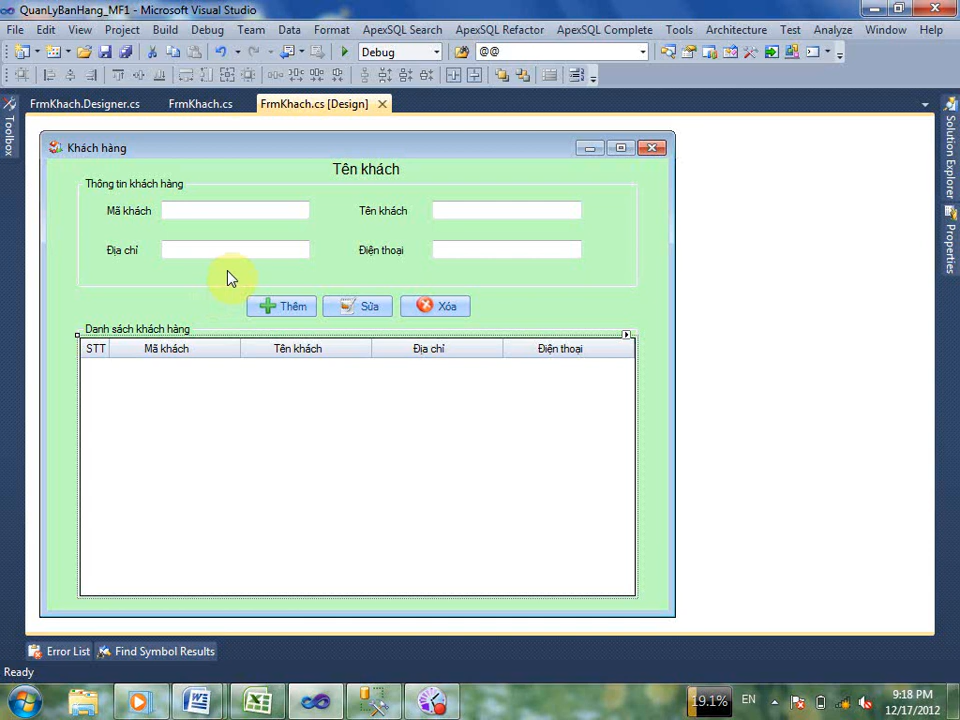 QuanLyBanHang_MF1 - Microsoft Visual Studio
File Edit View Project Build Debug Team Data Format ApexSQL Search ApexSQL Refactor ApexSQL Complete Tools Architecture Test Analyze Window Help
Debug @@
FrmKhach.Designer.cs FrmKhach.cs FrmKhach.cs [Design]
Toolbox
Solution Explorer
Properties
Khách hàng
Tên khách
Thông tin khách hàng
Mã khách Tên khách
Địa chỉ Điện thoại
Thêm Sửa Xóa
Danh sách khách hàng
STT Mã khách Tên khách Địa chỉ Điện thoại
Error List Find Symbol Results
Ready
19.1% EN 9:18 PM
12/17/2012